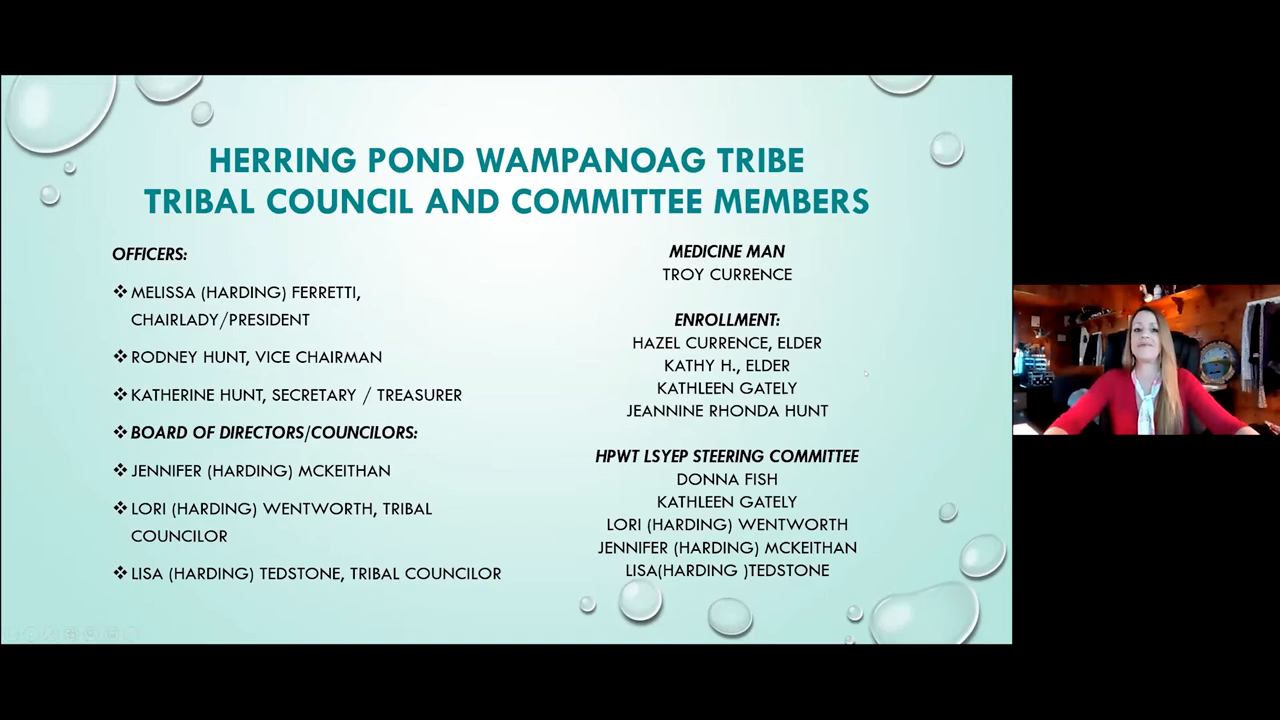 HERRING POND WAMPANOAG TRIBE
TRIBAL COUNCIL AND COMMITTEE MEMBERS
OFFICERS:
❖ MELISSA (HARDING) FERRETTI,
CHAIRLADY/PRESIDENT
❖ RODNEY HUNT, VICE CHAIRMAN
❖ KATHERINE HUNT, SECRETARY / TREASURER
❖ BOARD OF DIRECTORS/COUNCILORS:
❖ JENNIFER (HARDING) MCKEITHAN
❖ LORI (HARDING) WENTWORTH, TRIBAL
COUNCILOR
❖ LISA (HARDING) TEDSTONE, TRIBAL COUNCILOR
MEDICINE MAN
TROY CURRENCE
ENROLLMENT:
HAZEL CURRENCE, ELDER
KATHY H., ELDER
KATHLEEN GATELY
JEANNINE RHONDA HUNT
HPWT LSYEP STEERING COMMITTEE
DONNA FISH
KATHLEEN GATELY
LORI (HARDING) WENTWORTH
JENNIFER (HARDING) MCKEITHAN
LISA(HARDING )TEDSTONE